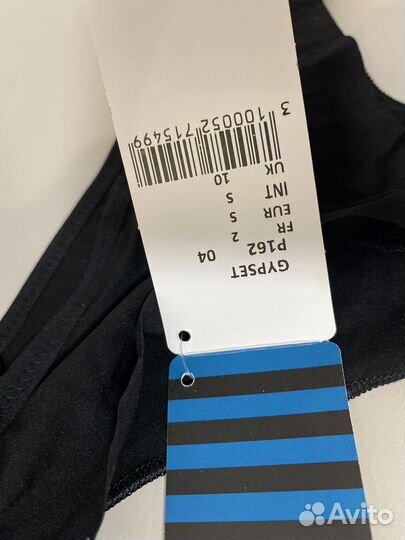 GYPSET
P162 04
FR 2
EUR S
INT S
UK 10
3 100052 715499
Avito